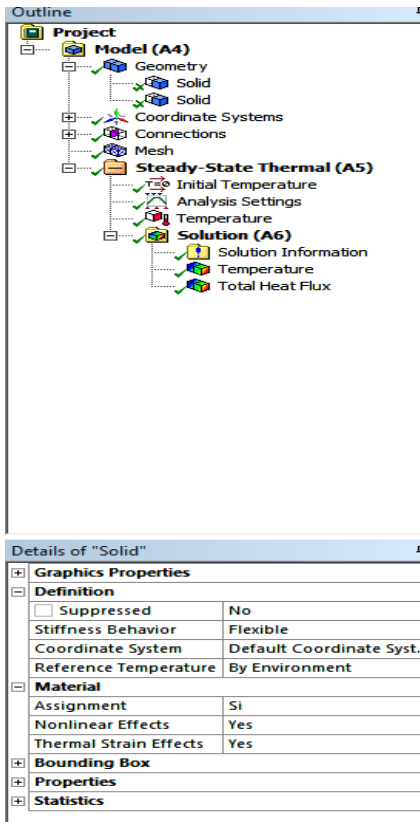 Outline
Project
Model (A4)
Geometry
Solid
Solid
Coordinate Systems
Connections
Mesh
Steady-State Thermal (A5)
Initial Temperature
Analysis Settings
Temperature
Solution (A6)
Solution Information
Temperature
Total Heat Flux
Details of "Solid"
Graphics Properties
Definition
Suppressed No
Stiffness Behavior Flexible
Coordinate System Default Coordinate Syst.
Reference Temperature By Environment
Material
Assignment Si
Nonlinear Effects Yes
Thermal Strain Effects Yes
Bounding Box
Properties
Statistics